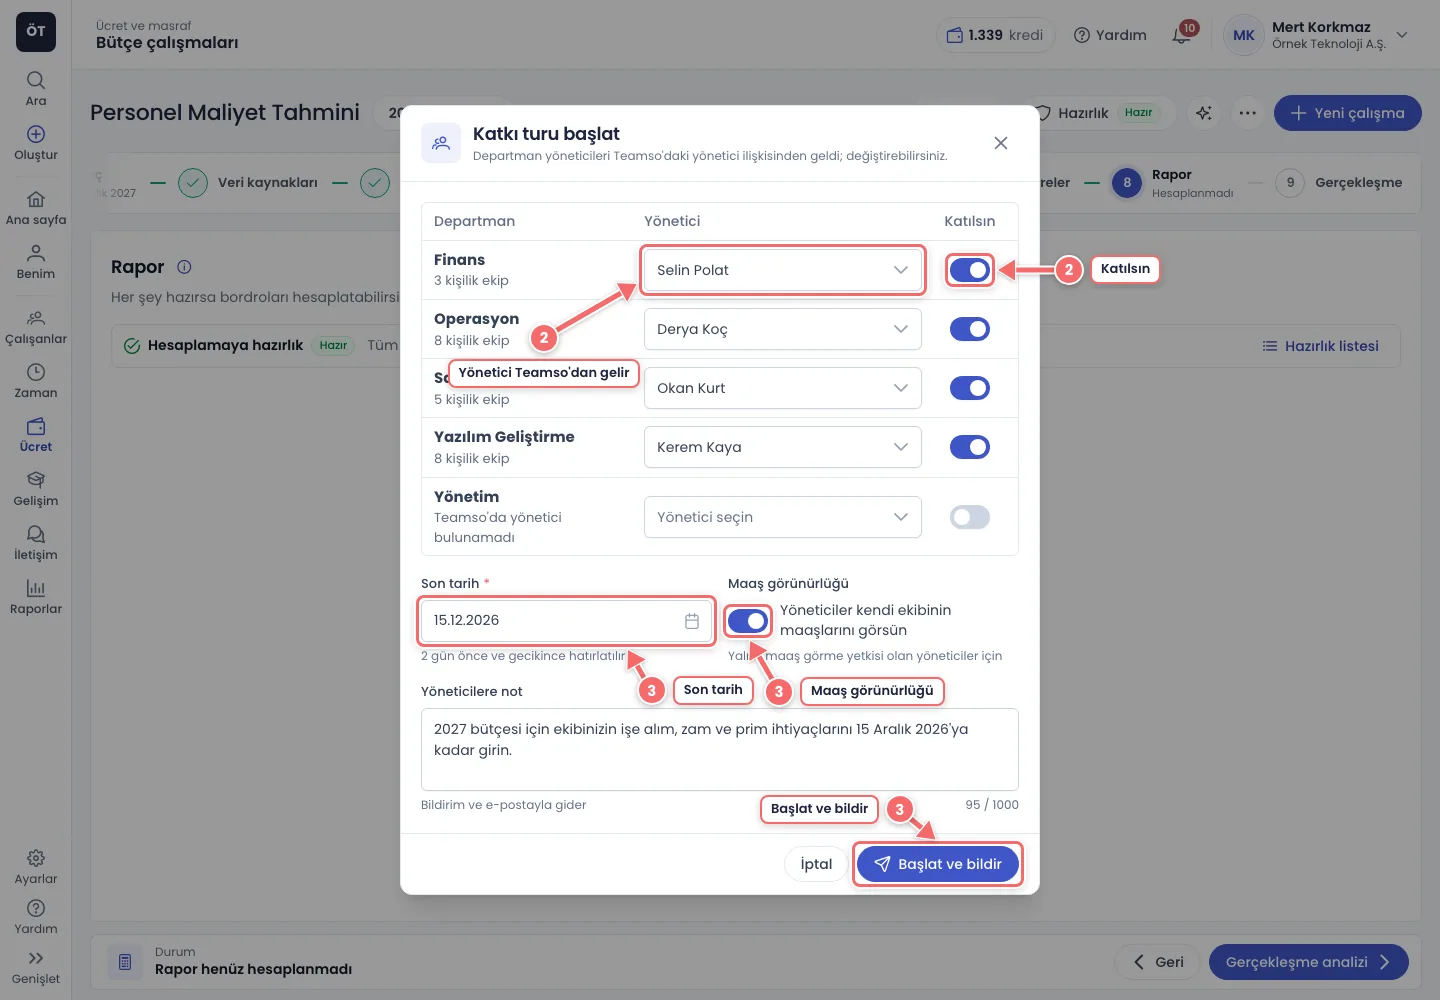 ÖT
Ücret ve masraf
Bütçe çalışmaları
1.339 kredi
Yardım
10
MK
Mert Korkmaz
Örnek Teknoloji A.Ş.
Ara
Oluştur
Ana sayfa
Benim
Çalışanlar
Zaman
Ücret
Gelişim
İletişim
Raporlar
Ayarlar
Yardım
Genişlet
Personel Maliyet Tahmini
Hazırlık
Hazır
Yeni çalışma
2027
Veri kaynakları
8
Rapor
Hesaplanmadı
9
Gerçekleşme
Rapor
Her şey hazırsa bordroları hesaplatabilirsi
Hesaplamaya hazırlık
Hazır
Tüm
Hazırlık listesi
Katkı turu başlat
Departman yöneticileri Teamso'daki yönetici ilişkisinden geldi; değiştirebilirsiniz.
Departman
Yönetici
Katılsın
Finans
3 kişilik ekip
Selin Polat
2
Katılsın
Operasyon
8 kişilik ekip
Derya Koç
2
Yönetici Teamso'dan gelir
5 kişilik ekip
Okan Kurt
Yazılım Geliştirme
8 kişilik ekip
Kerem Kaya
Yönetim
Teamso'da yönetici
bulunamadı
Yönetici seçin
Son tarih *
15.12.2026
2 gün önce ve gecikince hatırlatılır
Maaş görünürlüğü
Yöneticiler kendi ekibinin
maaşlarını görsün
maaş görme yetkisi olan yöneticiler için
3
Son tarih
3
Maaş görünürlüğü
Yöneticilere not
2027 bütçesi için ekibinizin işe alım, zam ve prim ihtiyaçlarını 15 Aralık 2026'ya
kadar girin.
Bildirim ve e-postayla gider
95 / 1000
Başlat ve bildir
3
İptal
Başlat ve bildir
Durum
Rapor henüz hesaplanmadı
Geri
Gerçekleşme analizi